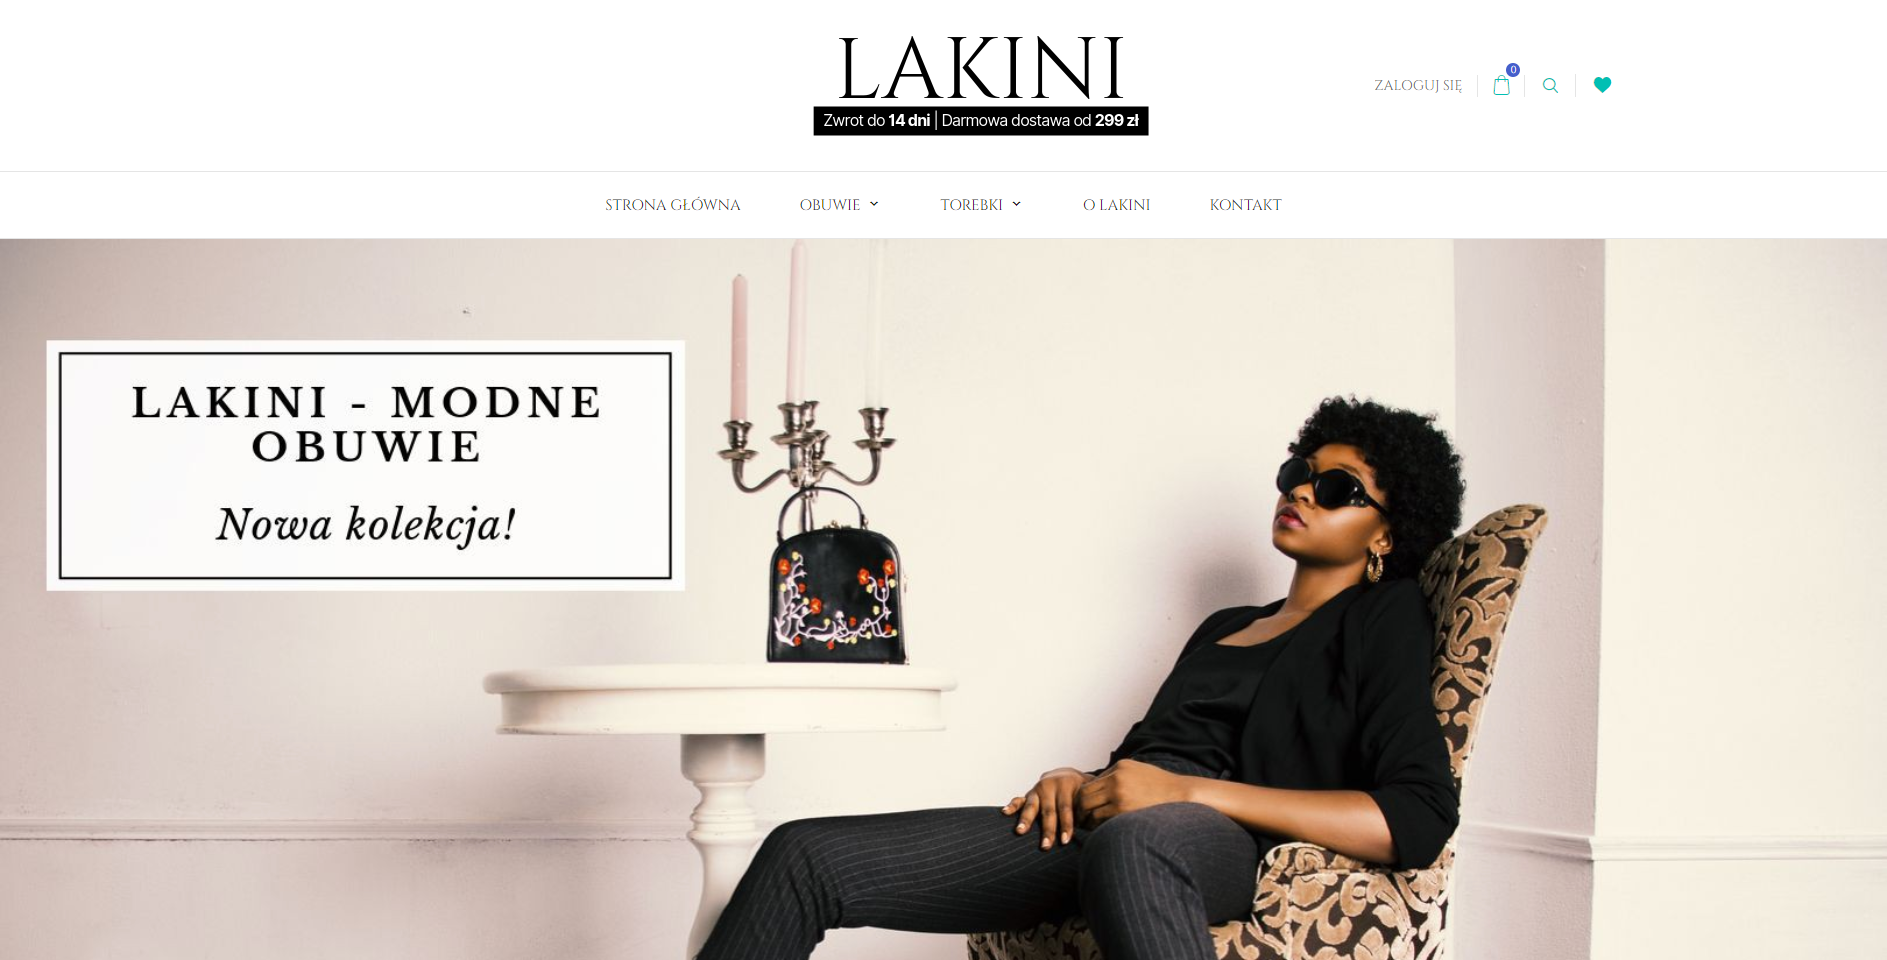 LAKINI
Zwrot do 14 dni | Darmowa dostawa od 299 zł
ZALOGUJ SIĘ
0
STRONA GŁÓWNA
OBUWIE
TOREBKI
O LAKINI
KONTAKT
LAKINI - MODNE
OBUWIE
Nowa kolekcja!